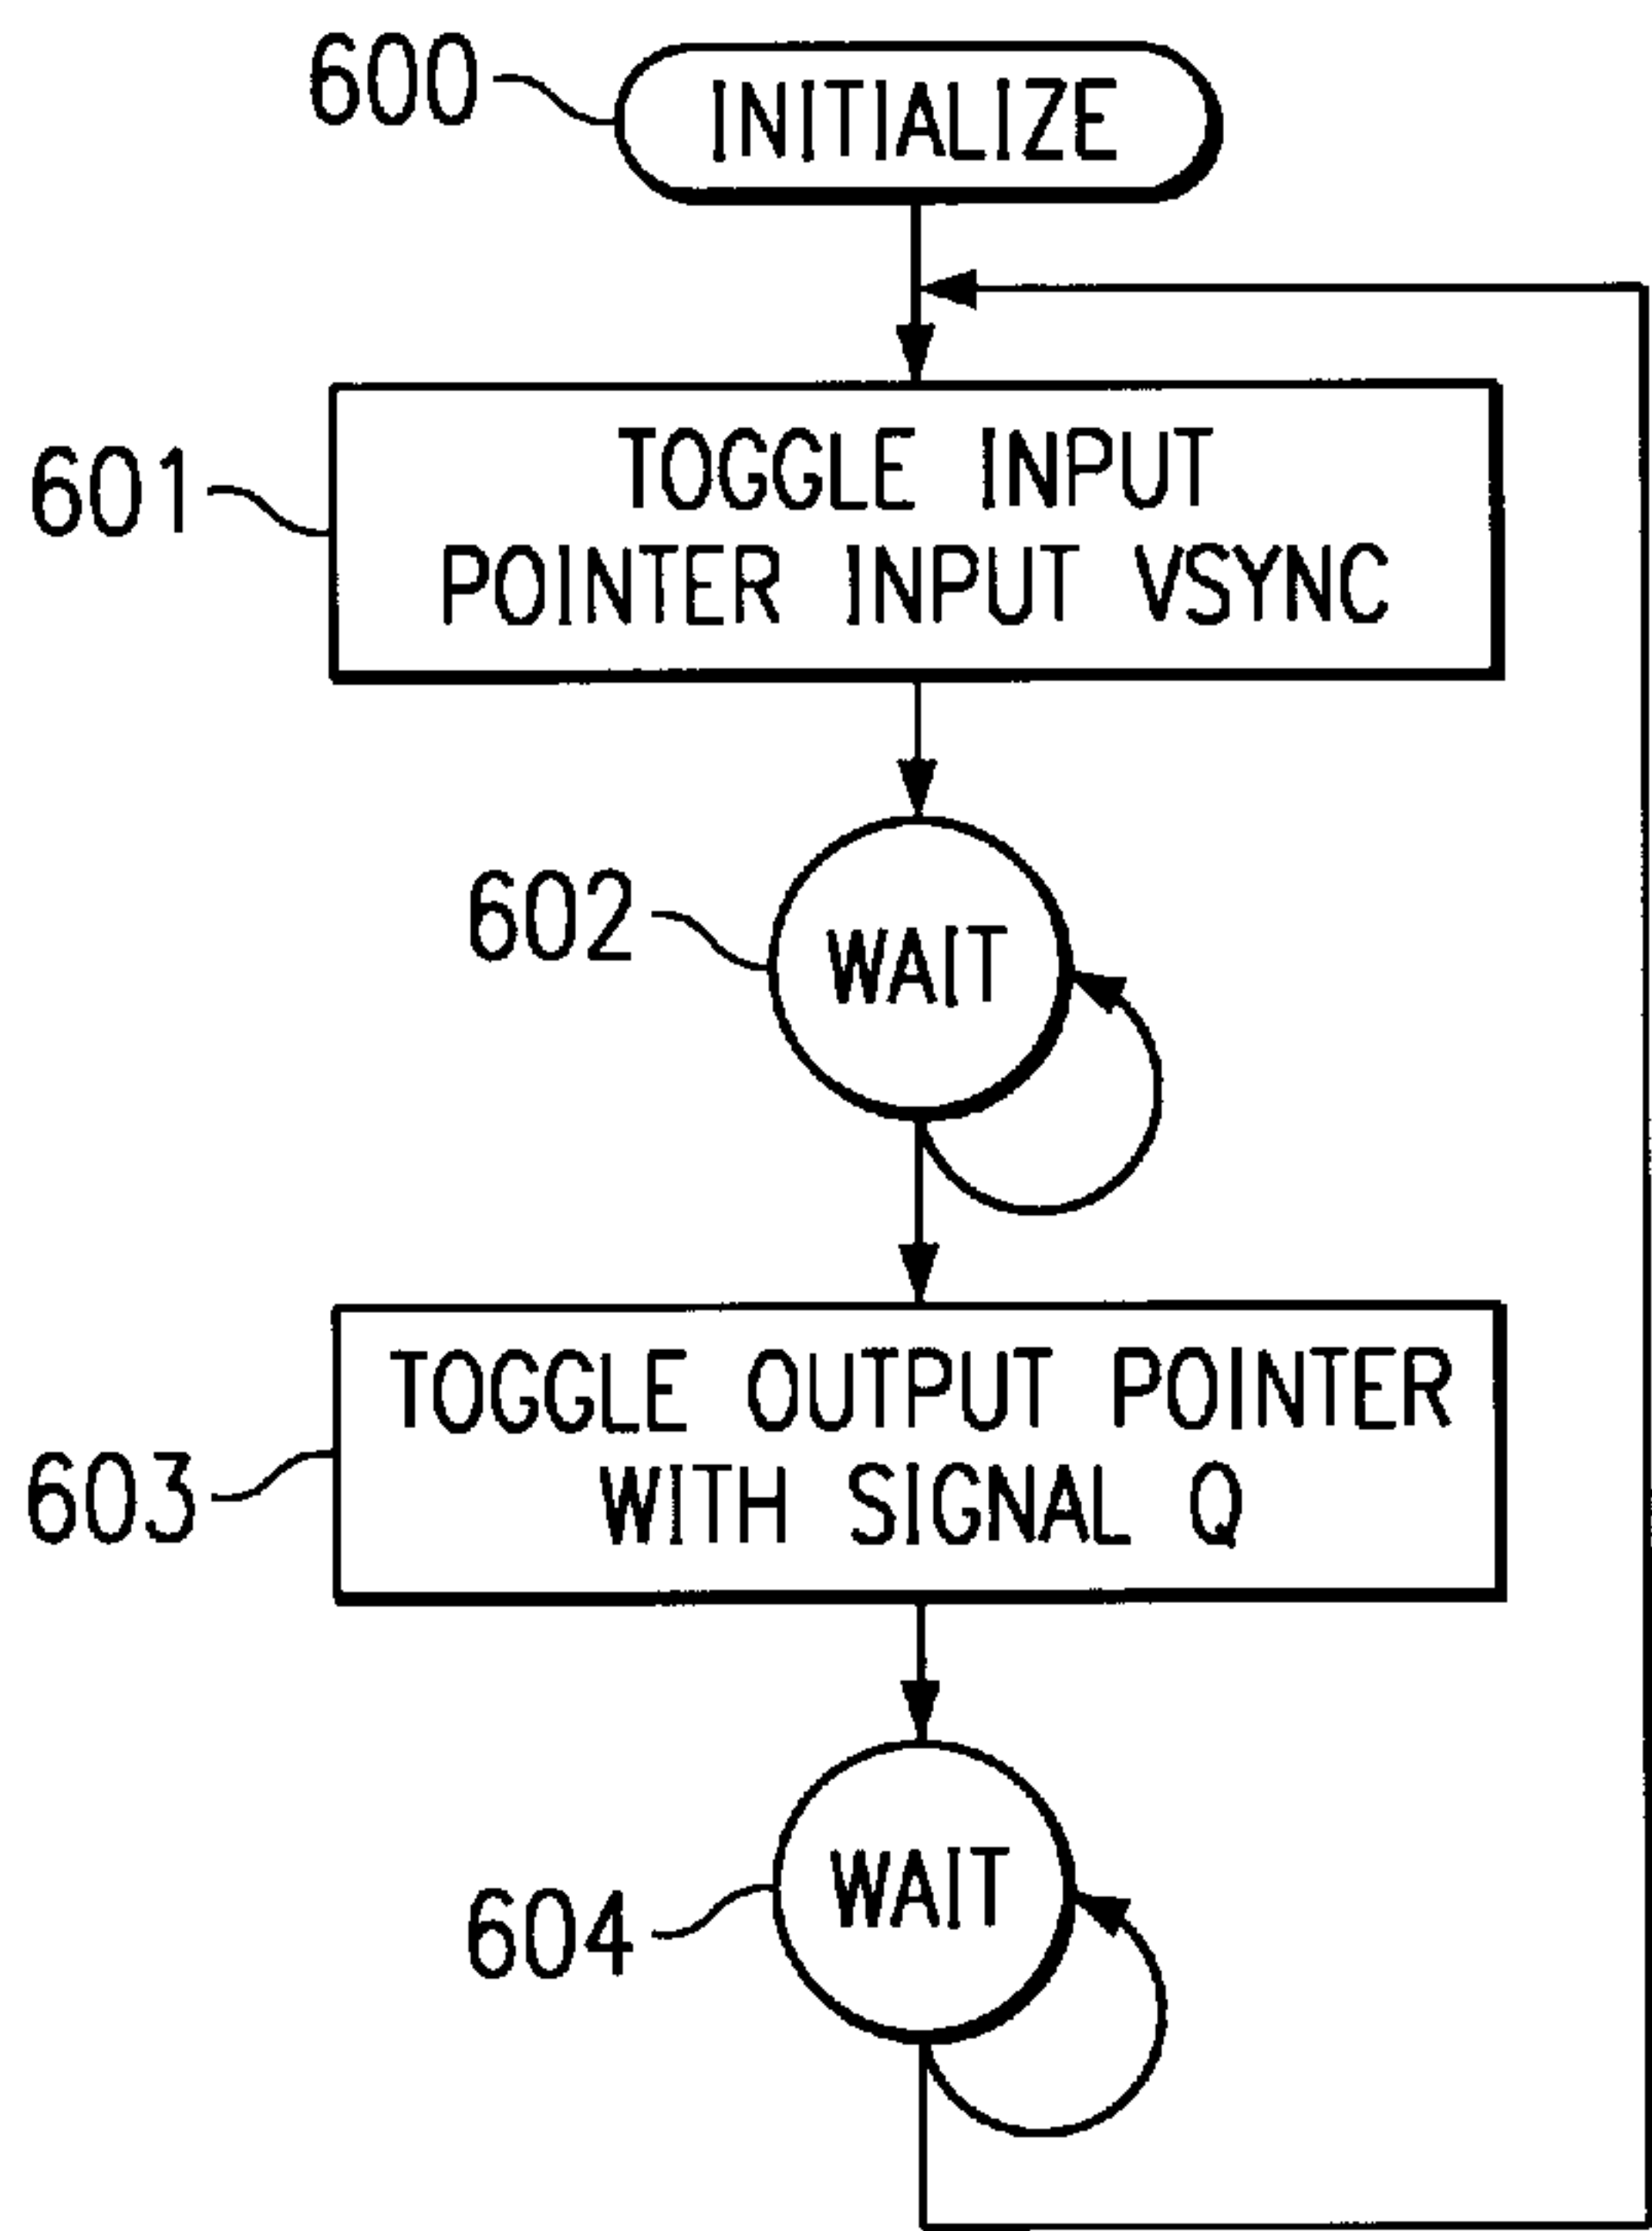 600
INITIALIZE
601
TOGGLE INPUT
POINTER INPUT VSYNC
602
WAIT
603
TOGGLE OUTPUT POINTER
WITH SIGNAL Q
604
WAIT